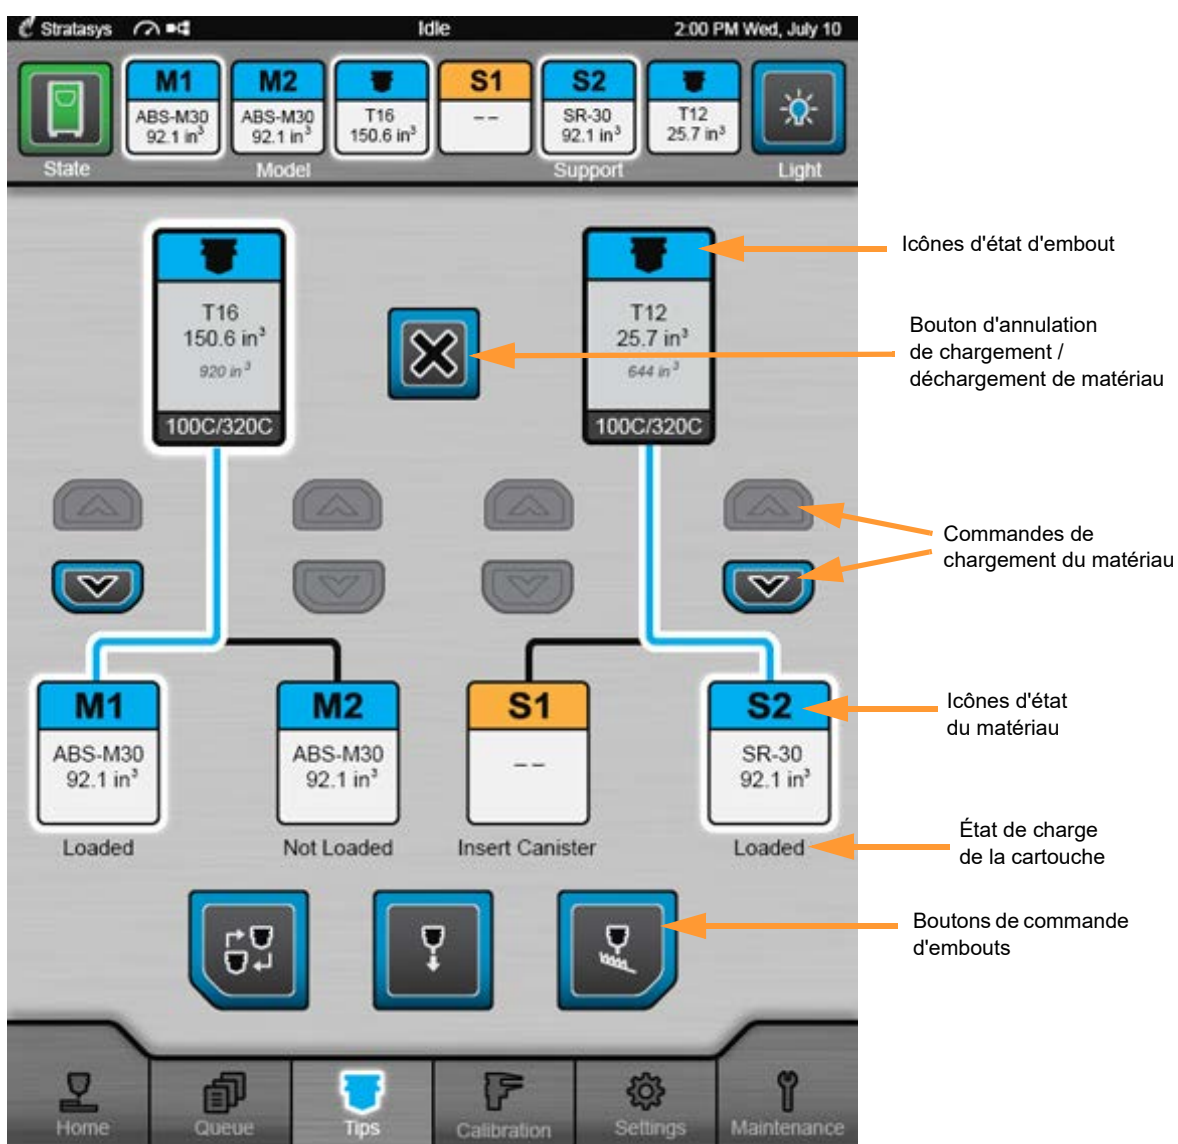 Stratasys
Idle
2:00 PM Wed, July 10
M1
ABS-M30
92.1 in³
M2
ABS-M30
92.1 in³
T16
150.6 in³
S1
--
S2
SR-30
92.1 in³
T12
25.7 in³
State
Model
Support
Light
T16
150.6 in³
920 in³
100C/320C
T12
25.7 in³
644 in³
100C/320C
Icônes d'état d'embout
Bouton d'annulation
de chargement /
déchargement de matériau
Commandes de
chargement du matériau
M1
ABS-M30
92.1 in³
Loaded
M2
ABS-M30
92.1 in³
Not Loaded
S1
--
Insert Canister
S2
SR-30
92.1 in³
Loaded
Icônes d'état
du matériau
État de charge
de la cartouche
Boutons de commande
d'embouts
Home
Queue
Tips
Calibration
Settings
Maintenance